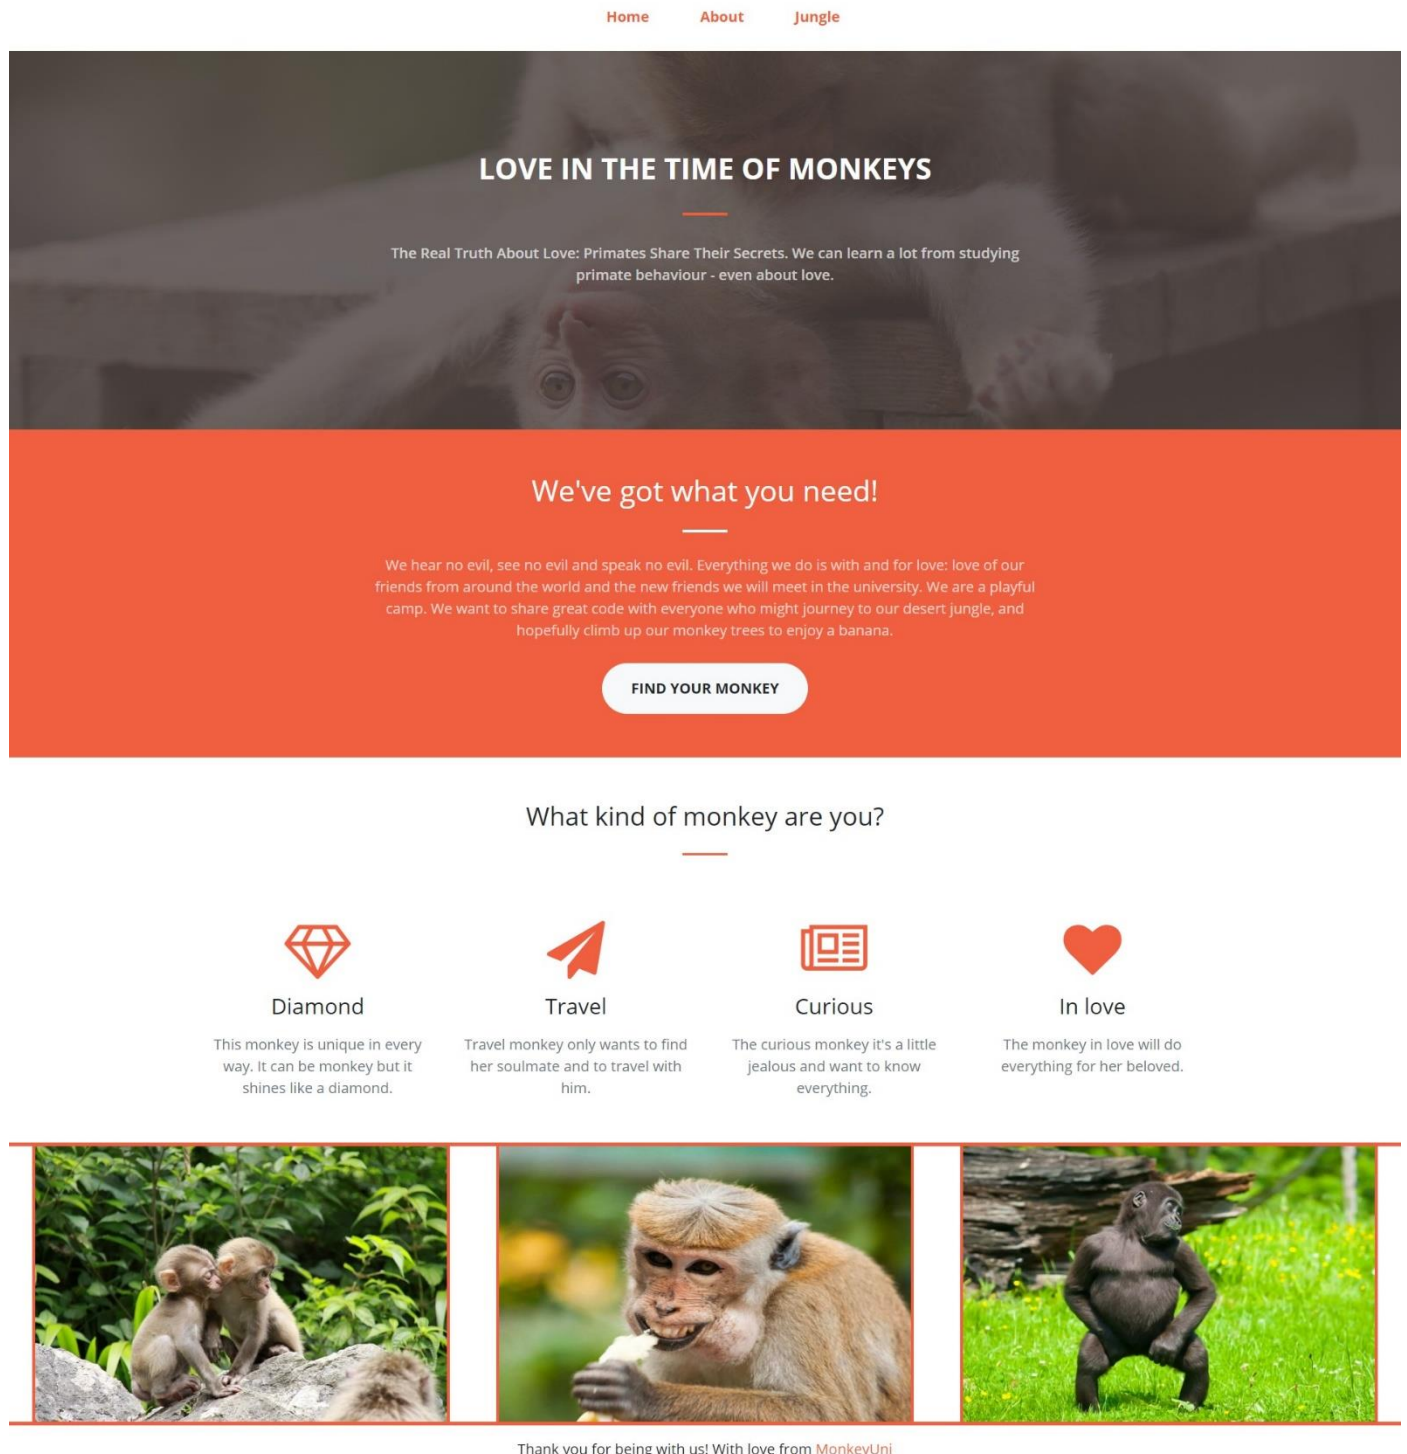 Home About Jungle
LOVE IN THE TIME OF MONKEYS
The Real Truth About Love: Primates Share Their Secrets. We can learn a lot from studying
primate behaviour - even about love.
We've got what you need!
We hear no evil, see no evil and speak no evil. Everything we do is with and for love: love of our
friends from around the world and the new friends we will meet in the university. We are a playful
camp. We want to share great code with everyone who might journey to our desert jungle, and
hopefully climb up our monkey trees to enjoy a banana.
FIND YOUR MONKEY
What kind of monkey are you?
Diamond
This monkey is unique in every
way. It can be monkey but it
shines like a diamond.
Travel
Travel monkey only wants to find
her soulmate and to travel with
him.
Curious
The curious monkey it's a little
jealous and want to know
everything.
In love
The monkey in love will do
everything for her beloved.
Thank you for being with us! With love from MonkeyUni